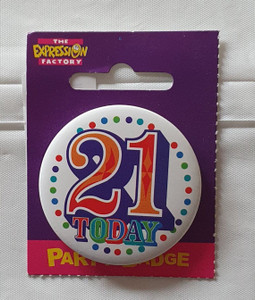 THE
EXPRESSION
FACTORY
21
TODAY
PARTY BADGE